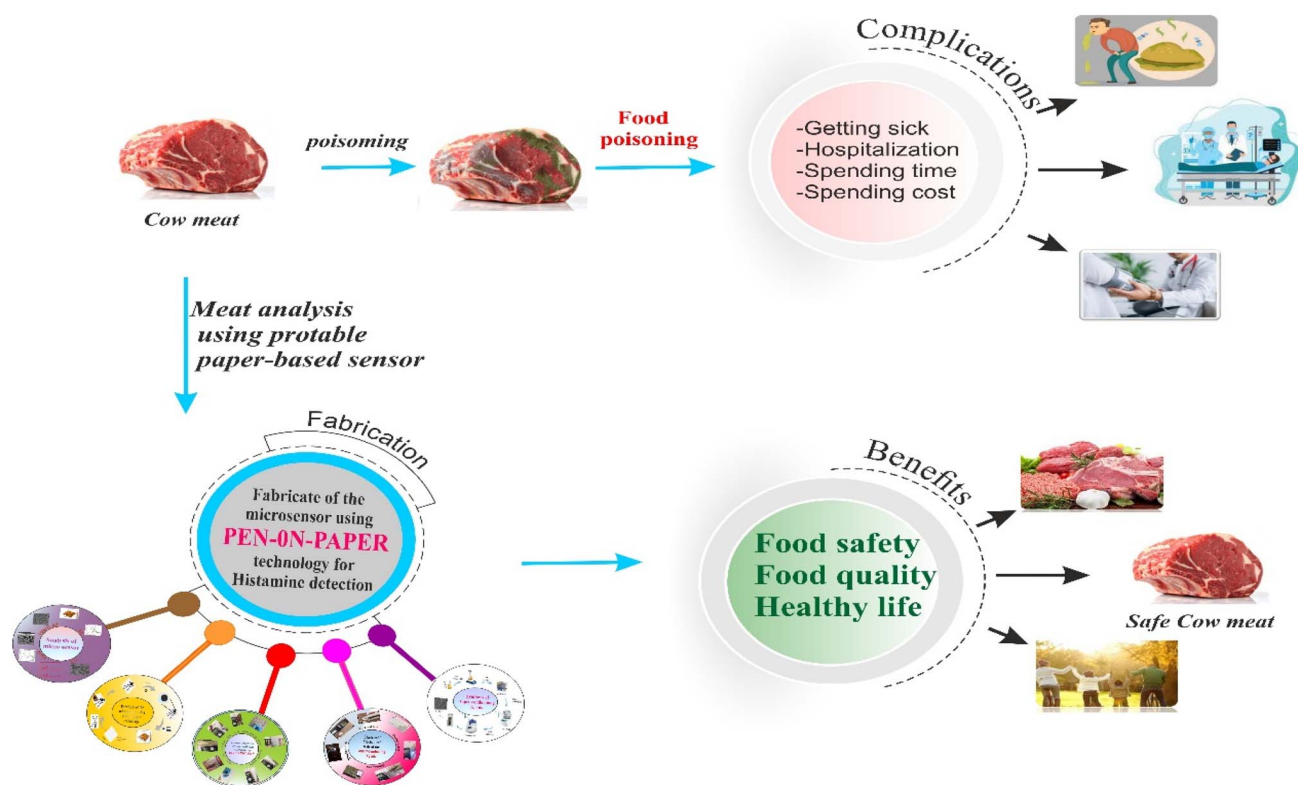 Complications
poisoming
Food
poisoning
-Getting sick
-Hospitalization
-Spending time
-Spending cost
Cow meat
Meat analysis
using protable
paper-based sensor
Fabrication
Fabricate of the
microsensor using
PEN-0N-PAPER
technology for
Histamine detection
Benefits
Food safety
Food quality
Healthy life
Safe Cow meat